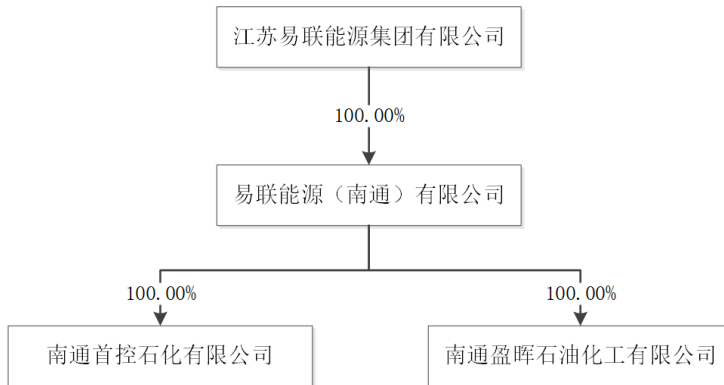 江苏易联能源集团有限公司
100.00%
易联能源（南通）有限公司
100.00%
100.00%
南通首控石化有限公司
南通盈晖石油化工有限公司